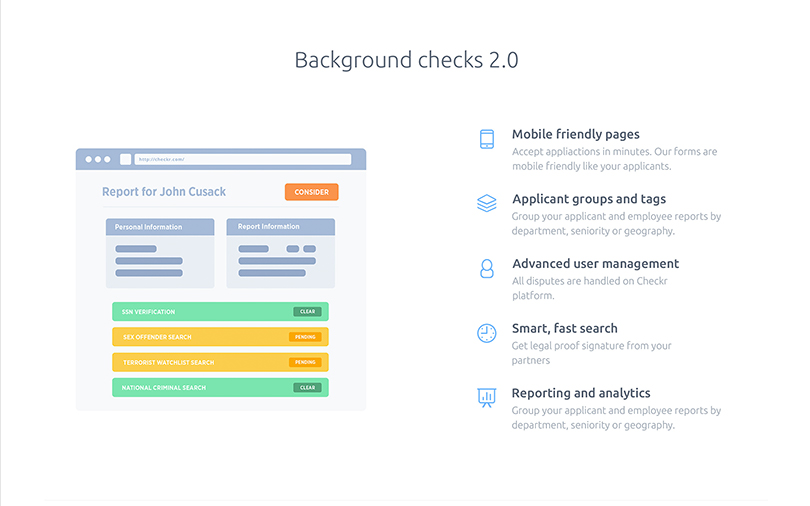 Background checks 2.0
http://checkr.com/
Report for John Cusack
CONSIDER
Personal Information
Report Information
SSN VERIFICATION
CLEAR
SEX OFFENDER SEARCH
PENDING
TERRORIST WATCHLIST SEARCH
PENDING
NATIONAL CRIMINAL SEARCH
CLEAR
Mobile friendly pages
Accept appliactions in minutes. Our forms are
mobile friendly like your applicants.
Applicant groups and tags
Group your applicant and employee reports by
department, seniority or geography.
Advanced user management
All disputes are handled on Checkr
platform.
Smart, fast search
Get legal proof signature from your
partners
Reporting and analytics
Group your applicant and employee reports by
department, seniority or geography.